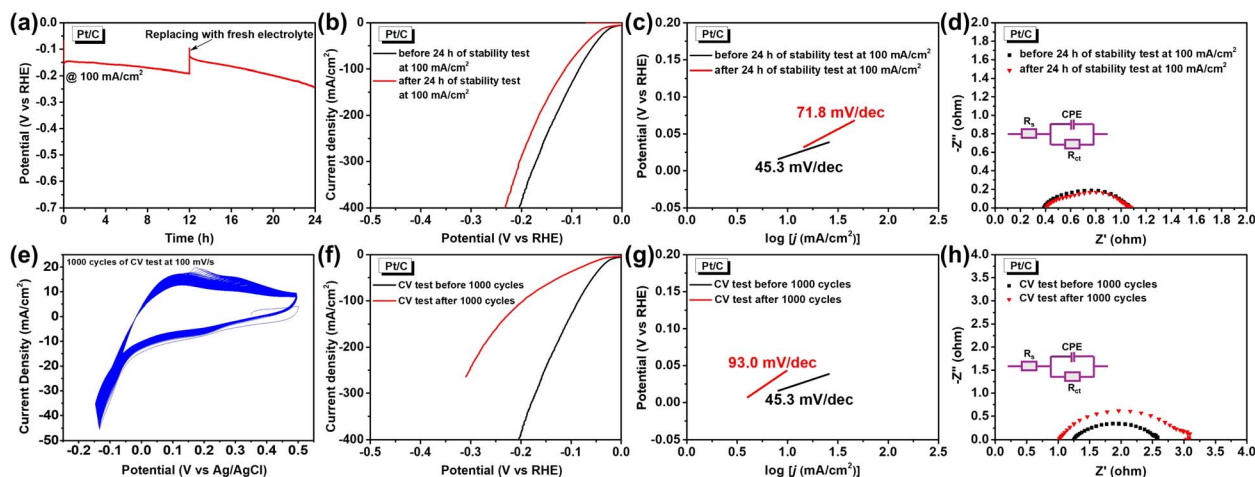 (a)
Pt/C
Replacing with fresh electrolyte
@ 100 mA/cm²
0.0
-0.1
-0.2
-0.3
-0.4
-0.5
-0.6
-0.7
0 4 8 12 16 20 24
Potential (V vs RHE)
Time (h)
(b)
Pt/C
before 24 h of stability test
at 100 mA/cm²
after 24 h of stability test
at 100 mA/cm²
0
-100
-200
-300
-400
-0.5 -0.4 -0.3 -0.2 -0.1 0.0
Current density (mA/cm²)
Potential (V vs RHE)
(c)
Pt/C
before 24 h of stability test at 100 mA/cm²
after 24 h of stability test at 100 mA/cm²
71.8 mV/dec
45.3 mV/dec
0.20
0.15
0.10
0.05
0.00
-0.05
0.0 0.5 1.0 1.5 2.0 2.5
Potential (V vs RHE)
log [j (mA/cm²)]
(d)
Pt/C
before 24 h of stability test at 100 mA/cm²
after 24 h of stability test at 100 mA/cm²
Rs
CPE
Rct
2.0
1.8
1.6
1.4
1.2
1.0
0.8
0.6
0.4
0.2
0.0
0.0 0.2 0.4 0.6 0.8 1.0 1.2 1.4 1.6 1.8 2.0
-Z'' (ohm)
Z' (ohm)
(e)
1000 cycles of CV test at 100 mV/s
20
10
0
-10
-20
-30
-40
-50
-0.2 -0.1 0.0 0.1 0.2 0.3 0.4 0.5
Current Density (mA/cm²)
Potential (V vs Ag/AgCl)
(f)
Pt/C
CV test before 1000 cycles
CV test after 1000 cycles
0
-100
-200
-300
-400
-0.5 -0.4 -0.3 -0.2 -0.1 0.0
Current density (mA/cm²)
Potential (V vs RHE)
(g)
Pt/C
CV test before 1000 cycles
CV test after 1000 cycles
93.0 mV/dec
45.3 mV/dec
0.20
0.15
0.10
0.05
0.00
-0.05
0.0 0.5 1.0 1.5 2.0 2.5
Potential (V vs RHE)
log [j (mA/cm²)]
(h)
Pt/C
CV test before 1000 cycles
CV test after 1000 cycles
Rs
CPE
Rct
4.0
3.5
3.0
2.5
2.0
1.5
1.0
0.5
0.0
0.0 0.5 1.0 1.5 2.0 2.5 3.0 3.5 4.0
-Z'' (ohm)
Z' (ohm)